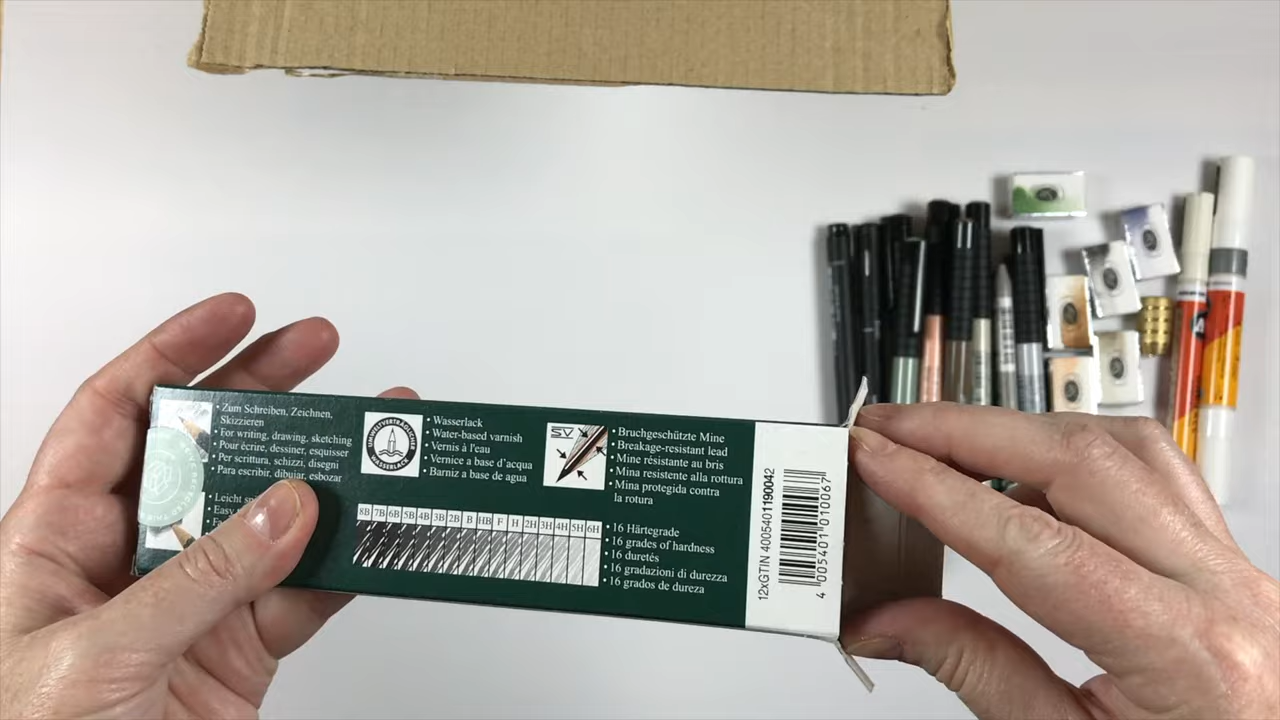 • Zum Schreiben, Zeichnen,
Skizzieren
• For writing, drawing, sketching
• Pour écrire, dessiner, esquisser
• Per scrittura, schizzi, disegni
• Para escribir, dibujar, esbozar
• Leicht
• Easy
UMWELTVERTRÄGLICHER
WASSERLACK
• Wasserlack
• Water-based varnish
• Vernis à l'eau
• Vernice a base d'acqua
• Barniz a base de agua
SV
• Bruchgeschützte Mine
• Breakage-resistant lead
• Mine résistante au bris
• Mina resistente alla rottura
• Mina protegida contra
la rotura
8B 7B 6B 5B 4B 3B 2B B HB F H 2H 3H 4H 5H 6H
• 16 Härtegrade
• 16 grades of hardness
• 16 duretés
• 16 gradazioni di durezza
• 16 grados de dureza
12xGTIN 4005401190042
4 005401 010067